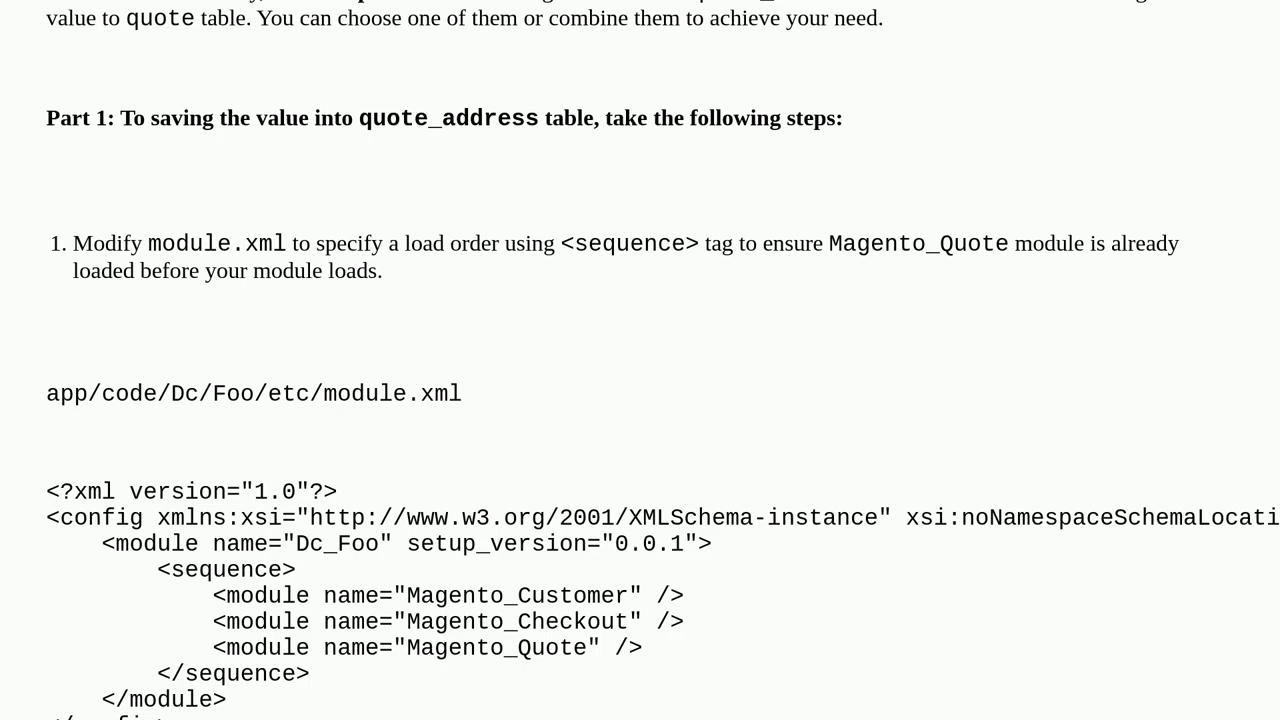 value to quote table. You can choose one of them or combine them to achieve your need.
Part 1: To saving the value into quote_address table, take the following steps:
1. Modify module.xml to specify a load order using <sequence> tag to ensure Magento_Quote module is already
loaded before your module loads.
app/code/Dc/Foo/etc/module.xml
<?xml version="1.0"?>
<config xmlns:xsi="http://www.w3.org/2001/XMLSchema-instance" xsi:noNamespaceSchemaLocati
    <module name="Dc_Foo" setup_version="0.0.1">
        <sequence>
            <module name="Magento_Customer" />
            <module name="Magento_Checkout" />
            <module name="Magento_Quote" />
        </sequence>
    </module>